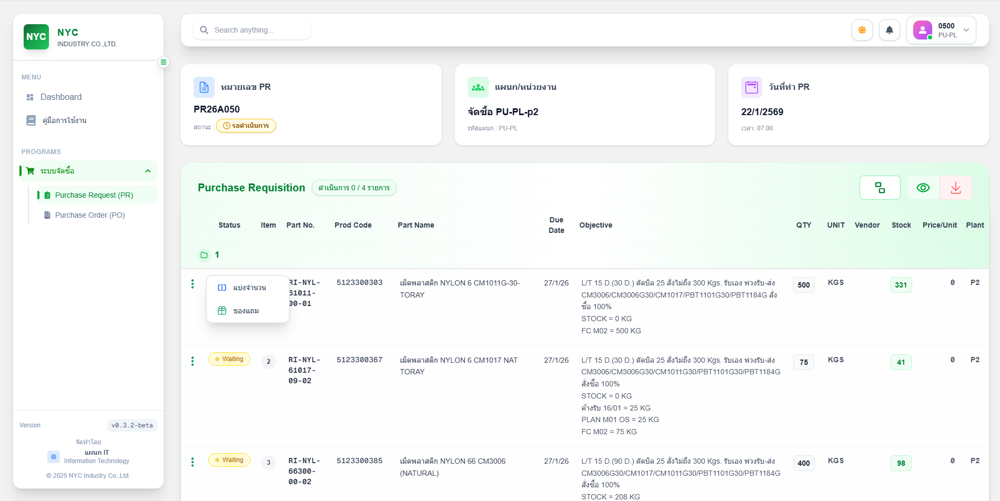 NYC
NYC
INDUSTRY CO.,LTD.
MENU
Dashboard
คู่มือการใช้งาน
PROGRAMS
ระบบจัดซื้อ
Purchase Request (PR)
Purchase Order (PO)
Version
v0.3.2-beta
จัดทำโดย
แผนก IT
Information Technology
© 2025 NYC Industry Co.,Ltd.
Search anything...
0500
PU-PL
หมายเลข PR
PR26A050
สถานะ : รอดำเนินการ
แผนก/หน่วยงาน
จัดซื้อ PU-PL-p2
รหัสแผนก : PU-PL
วันที่ทำ PR
22/1/2569
เวลา: 07:00
Purchase Requisition ดำเนินการ 0 / 4 รายการ
Status Item Part No. Prod Code Part Name Due Date Objective QTY UNIT Vendor Stock Price/Unit Plant
1
แบ่งจำนวน
ของแถม
RI-NYL-
61011-
00-01
5123300303
เม็ดพลาสติก NYLON 6 CM1011G-30-
TORAY
27/1/26
L/T 15 D.(30 D.) ตัดบิล 25 สั่งไม่ถึง 300 Kgs. รับเอง พ่วงรับ-ส่ง
CM3006/CM3006G30/CM1017/PBT1101G30/PBT1184G สั่ง
ซื้อ 100%
STOCK = 0 KG
FC M02 = 500 KG
500
KGS
331
0
P2
Waiting
2
RI-NYL-
61017-
09-02
5123300367
เม็ดพลาสติก NYLON 6 CM1017 NAT
TORAY
27/1/26
L/T 15 D.(30 D.) ตัดบิล 25 สั่งไม่ถึง 300 Kgs. รับเอง พ่วงรับ-ส่ง
CM3006/CM3006G30/CM1011G30/PBT1101G30/PBT1184G
สั่งซื้อ 100%
STOCK = 0 KG
ค้างรับ 16/01 = 25 KG
PLAN M01 OS = 25 KG
FC M02 = 75 KG
75
KGS
41
0
P2
Waiting
3
RI-NYL-
66300-
00-02
5123300385
เม็ดพลาสติก NYLON 66 CM3006
(NATURAL)
27/1/26
L/T 15 D.(90 D.) ตัดบิล 25 สั่งไม่ถึง 300 Kgs. รับเอง พ่วงรับ-ส่ง
CM3006G30/CM1017/CM1011G30/PBT1101G30/PBT1184G
สั่งซื้อ 100%
STOCK = 208 KG
400
KGS
98
0
P2